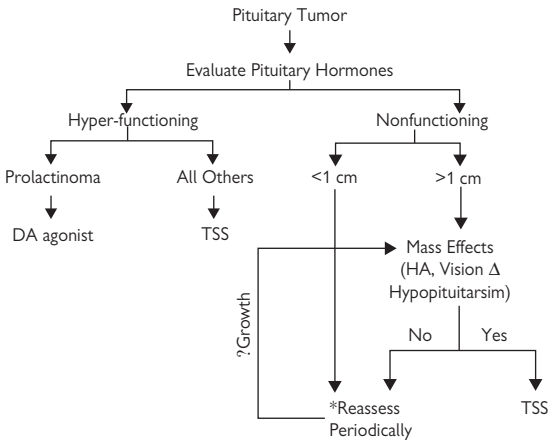 Pituitary Tumor
Evaluate Pituitary Hormones
Hyper-functioning
Nonfunctioning
Prolactinoma
All Others
<1 cm
>1 cm
DA agonist
TSS
Mass Effects
(HA, Vision Δ
Hypopituitarsim)
?Growth
No
Yes
*Reassess
Periodically
TSS